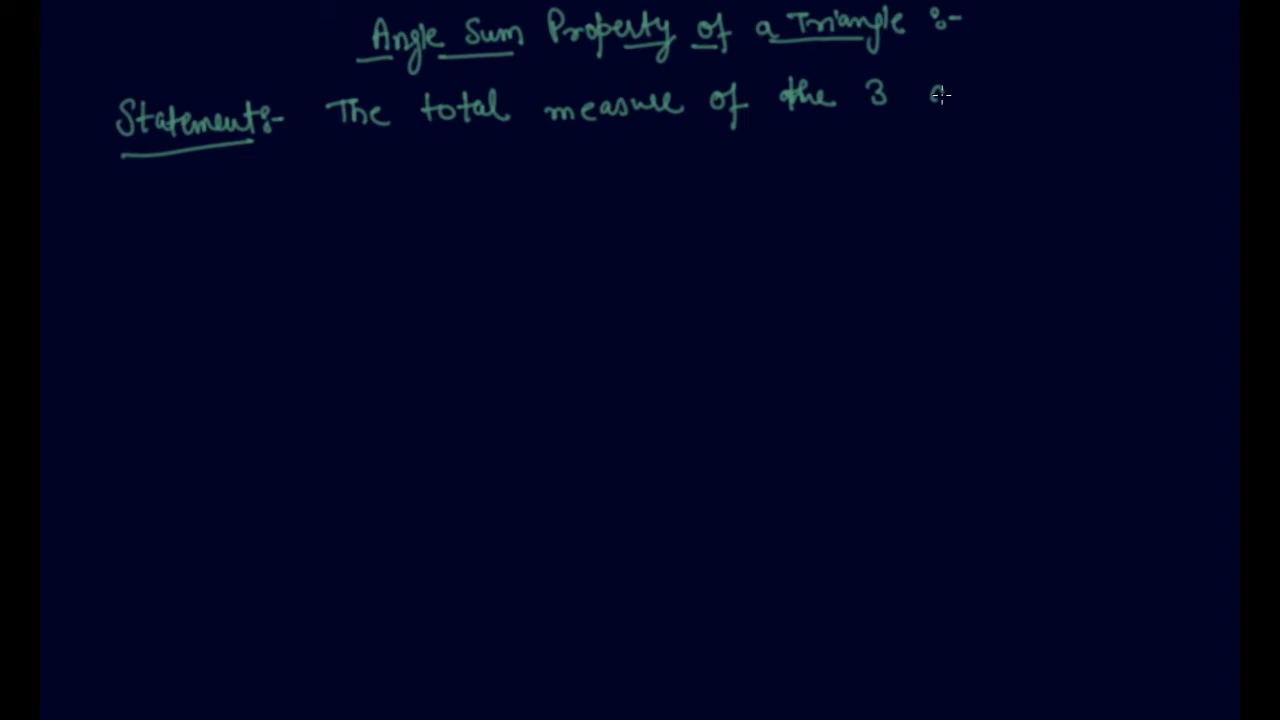 Angle Sum Property of a Triangle :-
Statement:- The total measure of the 3